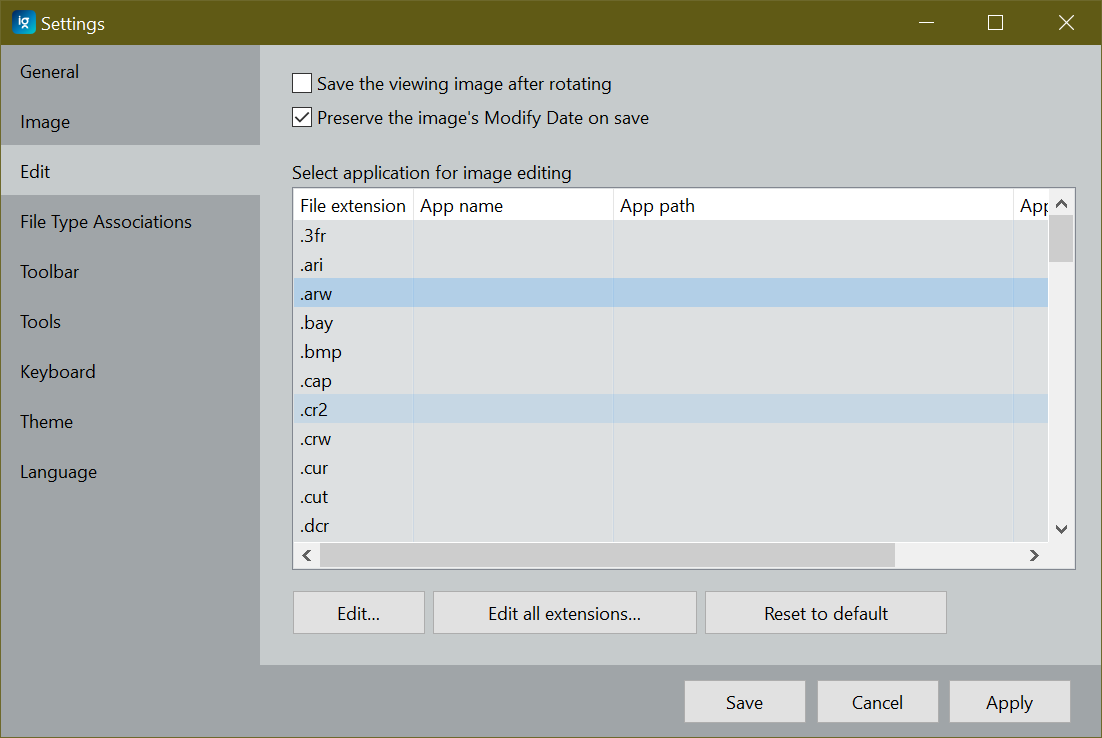 ig Settings
General
Image
Edit
File Type Associations
Toolbar
Tools
Keyboard
Theme
Language
Save the viewing image after rotating
Preserve the image's Modify Date on save
Select application for image editing
File extension App name App path App
.3fr
.ari
.arw
.bay
.bmp
.cap
.cr2
.crw
.cur
.cut
.dcr
Edit... Edit all extensions... Reset to default
Save Cancel Apply